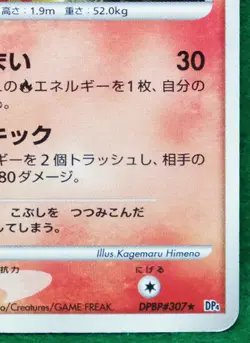 高さ：1.9m 重さ：52.0kg
まい 30
の🔥エネルギーを1枚、自分の
る。
キック
ギーを2個トラッシュし、相手の
80ダメージ。
こぶしを つつみこんだ
してしまう。
Illus. Kagemaru Himeno
抗力 にげる
DPBP#307★
DP4
o/Creatures/GAME FREAK.